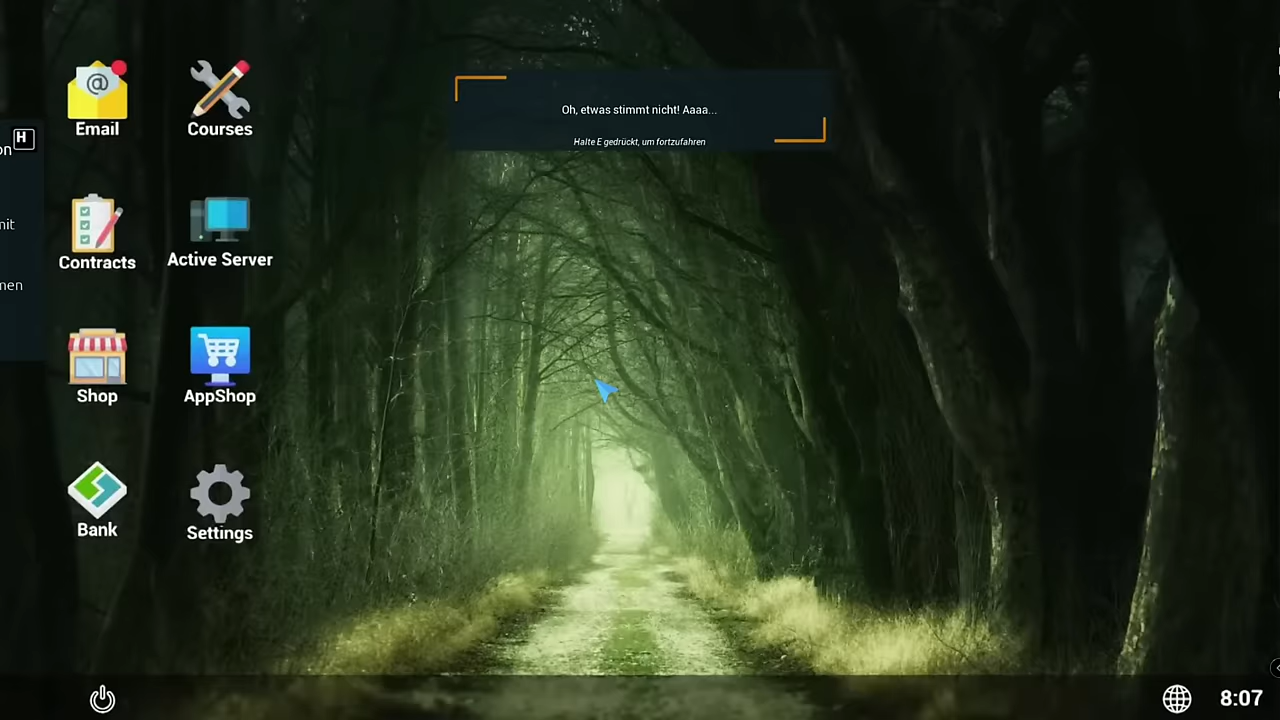 Oh, etwas stimmt nicht! Aaaa...
Halte E gedrückt, um fortzufahren
@
Email
Courses
H
on
mit
Contracts
Active Server
nen
Shop
AppShop
Bank
Settings
8:07